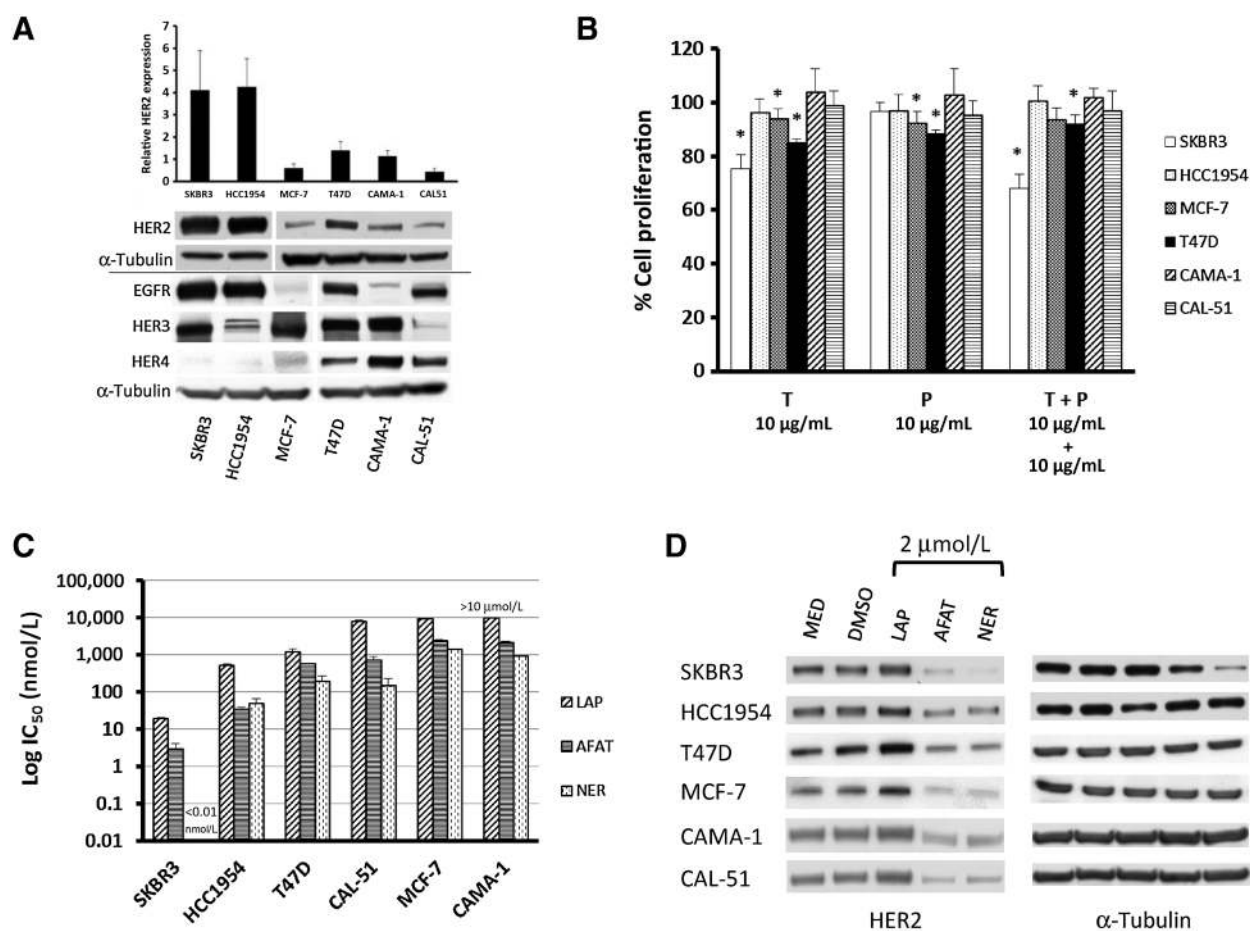 A
Relative HER2 expression
7
6
5
4
3
2
1
0
SKBR3 HCC1954 MCF-7 T47D CAMA-1 CAL51
HER2
α-Tubulin
EGFR
HER3
HER4
α-Tubulin
SKBR3 HCC1954 MCF-7 T47D CAMA-1 CAL-51
B
% Cell proliferation
120
100
80
60
40
20
0
* * *
* *
* *
T
10 µg/mL
P
10 µg/mL
T + P
10 µg/mL
+
10 µg/mL
SKBR3
HCC1954
MCF-7
T47D
CAMA-1
CAL-51
C
Log IC50 (nmol/L)
100,000
10,000
1,000
100
10
1
0.1
0.01
<0.01
nmol/L
>10 µmol/L
SKBR3 HCC1954 T47D CAL-51 MCF-7 CAMA-1
LAP
AFAT
NER
D
2 µmol/L
MED DMSO LAP AFAT NER
SKBR3
HCC1954
T47D
MCF-7
CAMA-1
CAL-51
HER2 α-Tubulin